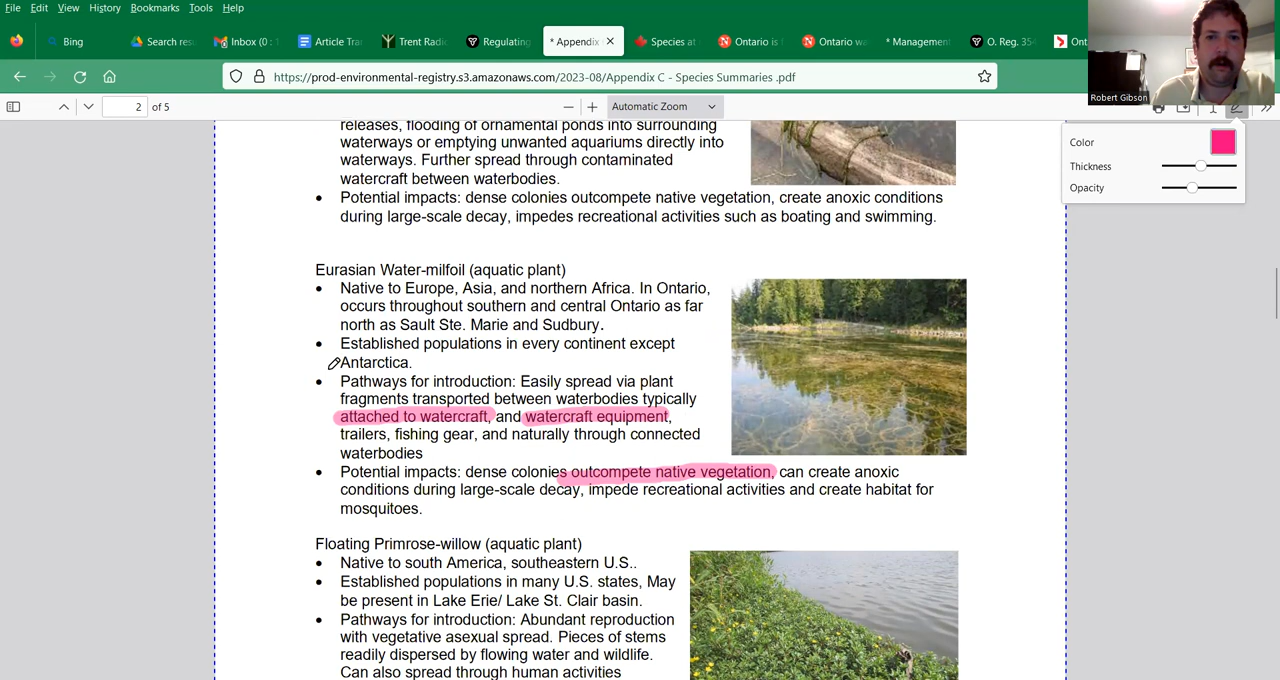 File Edit View History Bookmarks Tools Help
Bing Search res Inbox (0 : Article Tra Trent Radi Regulating * Appendix Species at Ontario is Ontario wa * Management O. Reg. 354 Ont
https://prod-environmental-registry.s3.amazonaws.com/2023-08/Appendix C - Species Summaries .pdf
Robert Gibson
2 of 5 Automatic Zoom
Color
Thickness
Opacity
releases, flooding of ornamental ponds into surrounding
waterways or emptying unwanted aquariums directly into
waterways. Further spread through contaminated
watercraft between waterbodies.
• Potential impacts: dense colonies outcompete native vegetation, create anoxic conditions
during large-scale decay, impedes recreational activities such as boating and swimming.
Eurasian Water-milfoil (aquatic plant)
• Native to Europe, Asia, and northern Africa. In Ontario,
occurs throughout southern and central Ontario as far
north as Sault Ste. Marie and Sudbury.
• Established populations in every continent except
Antarctica.
• Pathways for introduction: Easily spread via plant
fragments transported between waterbodies typically
attached to watercraft, and watercraft equipment,
trailers, fishing gear, and naturally through connected
waterbodies
• Potential impacts: dense colonies outcompete native vegetation, can create anoxic
conditions during large-scale decay, impede recreational activities and create habitat for
mosquitoes.
Floating Primrose-willow (aquatic plant)
• Native to south America, southeastern U.S..
• Established populations in many U.S. states, May
be present in Lake Erie/ Lake St. Clair basin.
• Pathways for introduction: Abundant reproduction
with vegetative asexual spread. Pieces of stems
readily dispersed by flowing water and wildlife.
Can also spread through human activities